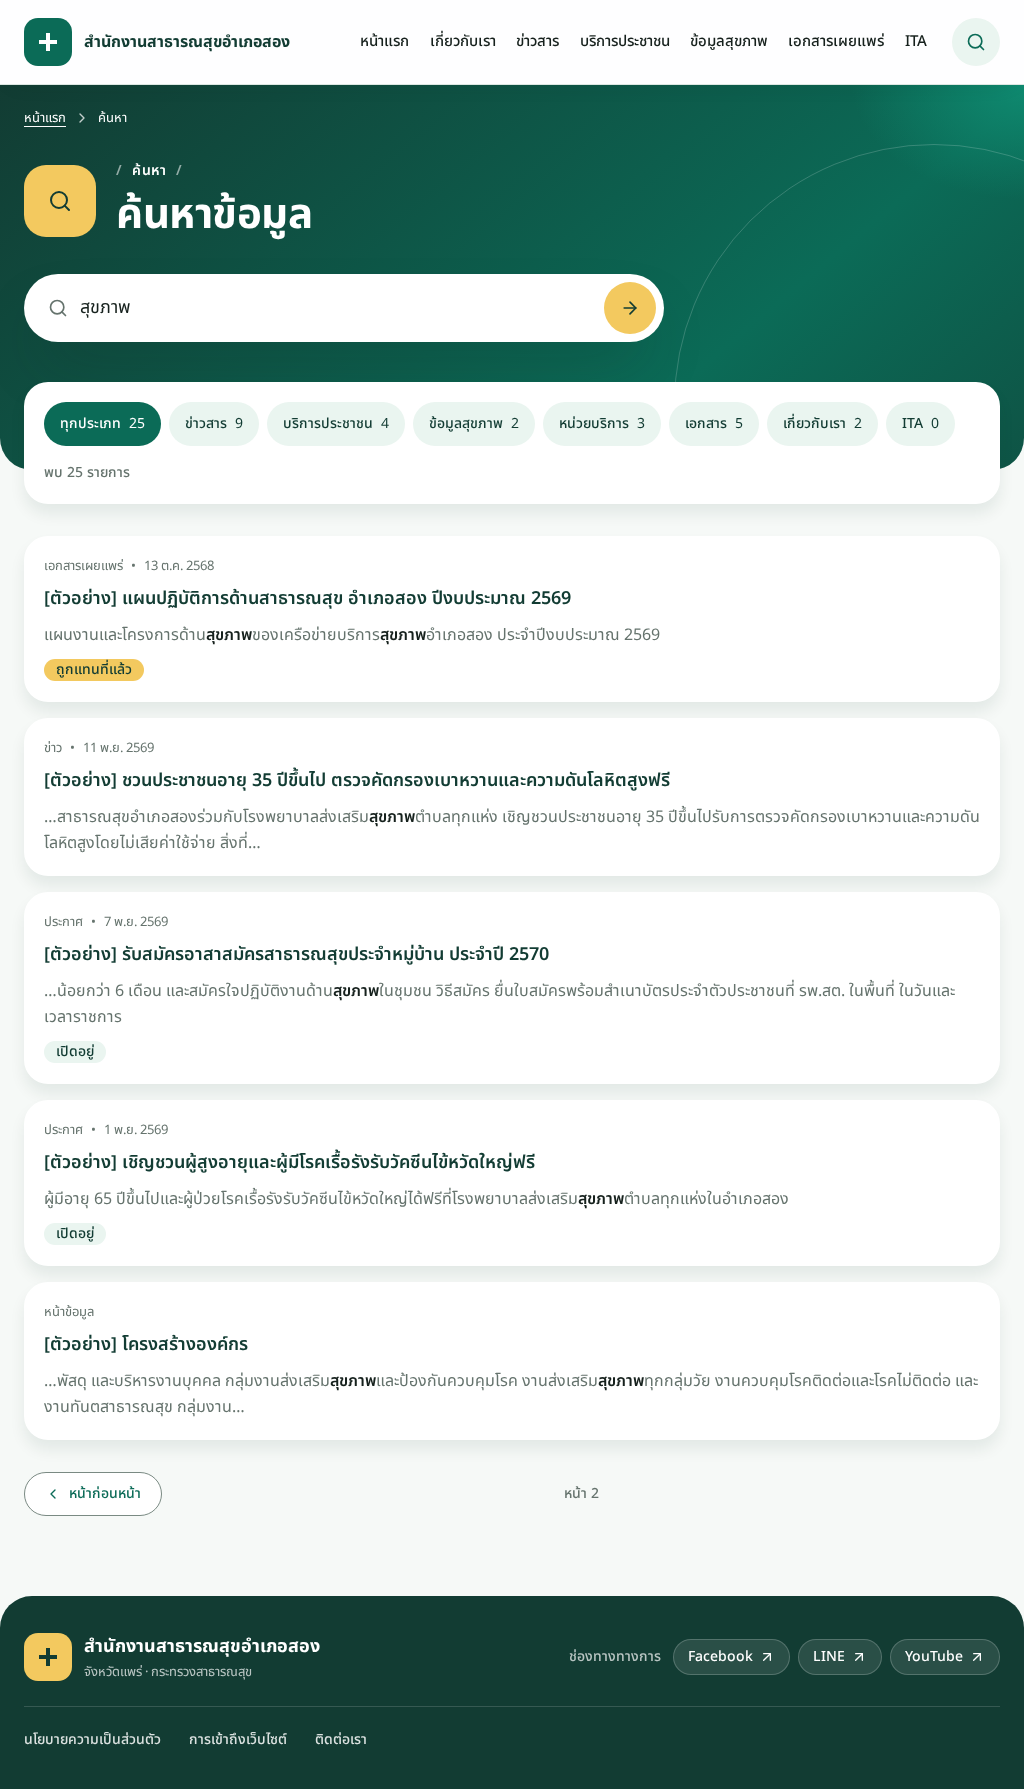 สำนักงานสาธารณสุขอำเภอสอง
หน้าแรก เกี่ยวกับเรา ข่าวสาร บริการประชาชน ข้อมูลสุขภาพ เอกสารเผยแพร่ ITA
หน้าแรก > ค้นหา
/ ค้นหา /
ค้นหาข้อมูล
สุขภาพ
ทุกประเภท 25 ข่าวสาร 9 บริการประชาชน 4 ข้อมูลสุขภาพ 2 หน่วยบริการ 3 เอกสาร 5 เกี่ยวกับเรา 2 ITA 0
พบ 25 รายการ
เอกสารเผยแพร่ • 13 ต.ค. 2568
[ตัวอย่าง] แผนปฏิบัติการด้านสาธารณสุข อำเภอสอง ปีงบประมาณ 2569
แผนงานและโครงการด้านสุขภาพของเครือข่ายบริการสุขภาพอำเภอสอง ประจำปีงบประมาณ 2569
ถูกแทนที่แล้ว
ข่าว • 11 พ.ย. 2569
[ตัวอย่าง] ชวนประชาชนอายุ 35 ปีขึ้นไป ตรวจคัดกรองเบาหวานและความดันโลหิตสูงฟรี
…สาธารณสุขอำเภอสองร่วมกับโรงพยาบาลส่งเสริมสุขภาพตำบลทุกแห่ง เชิญชวนประชาชนอายุ 35 ปีขึ้นไปรับการตรวจคัดกรองเบาหวานและความดัน
โลหิตสูงโดยไม่เสียค่าใช้จ่าย สิ่งที่…
ประกาศ • 7 พ.ย. 2569
[ตัวอย่าง] รับสมัครอาสาสมัครสาธารณสุขประจำหมู่บ้าน ประจำปี 2570
…น้อยกว่า 6 เดือน และสมัครใจปฏิบัติงานด้านสุขภาพในชุมชน วิธีสมัคร ยื่นใบสมัครพร้อมสำเนาบัตรประจำตัวประชาชนที่ รพ.สต. ในพื้นที่ ในวันและ
เวลาราชการ
เปิดอยู่
ประกาศ • 1 พ.ย. 2569
[ตัวอย่าง] เชิญชวนผู้สูงอายุและผู้มีโรคเรื้อรังรับวัคซีนไข้หวัดใหญ่ฟรี
ผู้มีอายุ 65 ปีขึ้นไปและผู้ป่วยโรคเรื้อรังรับวัคซีนไข้หวัดใหญ่ได้ฟรีที่โรงพยาบาลส่งเสริมสุขภาพตำบลทุกแห่งในอำเภอสอง
เปิดอยู่
หน้าข้อมูล
[ตัวอย่าง] โครงสร้างองค์กร
…พัสดุ และบริหารงานบุคคล กลุ่มงานส่งเสริมสุขภาพและป้องกันควบคุมโรค งานส่งเสริมสุขภาพทุกกลุ่มวัย งานควบคุมโรคติดต่อและโรคไม่ติดต่อ และ
งานทันตสาธารณสุข กลุ่มงาน…
หน้าก่อนหน้า หน้า 2
สำนักงานสาธารณสุขอำเภอสอง
จังหวัดแพร่ · กระทรวงสาธารณสุข
ช่องทางทางการ Facebook LINE YouTube
นโยบายความเป็นส่วนตัว การเข้าถึงเว็บไซต์ ติดต่อเรา